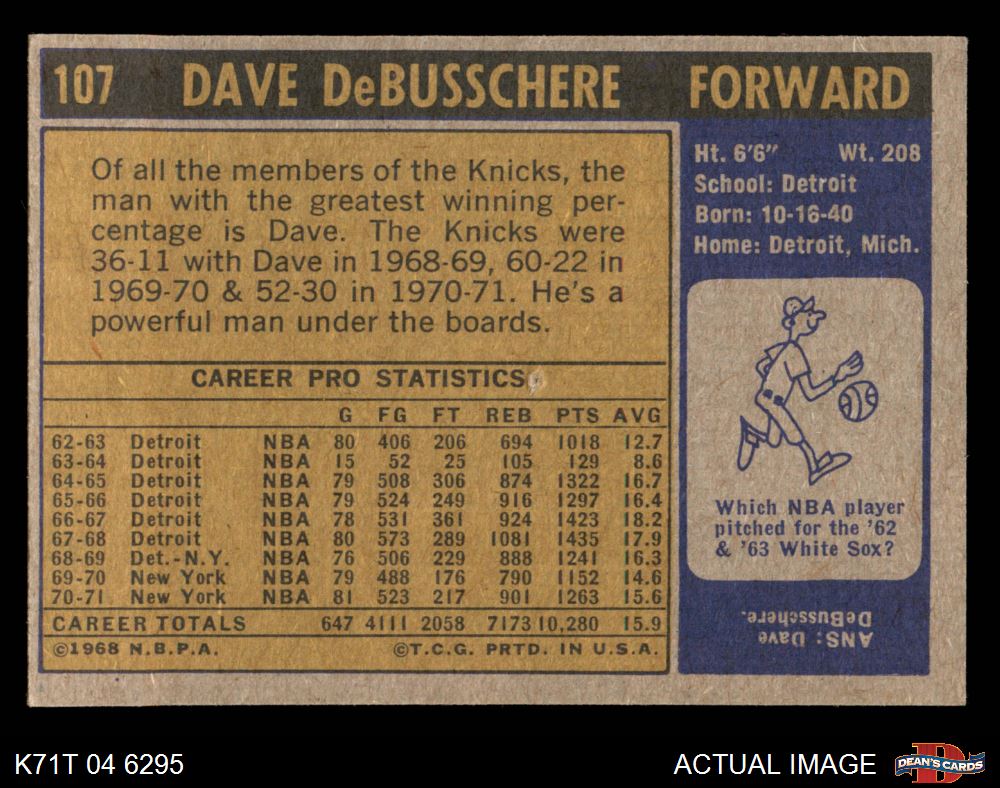 107 DAVE DeBUSSCHERE FORWARD
Of all the members of the Knicks, the
man with the greatest winning per-
centage is Dave. The Knicks were
36-11 with Dave in 1968-69, 60-22 in
1969-70 & 52-30 in 1970-71. He's a
powerful man under the boards.
CAREER PRO STATISTICS
G FG FT REB PTS AVG
62-63 Detroit NBA 80 406 206 694 1018 12.7
63-64 Detroit NBA 15 52 25 105 129 8.6
64-65 Detroit NBA 79 508 306 874 1322 16.7
65-66 Detroit NBA 79 524 249 916 1297 16.4
66-67 Detroit NBA 78 531 361 924 1423 18.2
67-68 Detroit NBA 80 573 289 1081 1435 17.9
68-69 Det.-N.Y. NBA 76 506 229 888 1241 16.3
69-70 New York NBA 79 488 176 790 1152 14.6
70-71 New York NBA 81 523 217 901 1263 15.6
CAREER TOTALS 647 4111 2058 7173 10,280 15.9
©1968 N.B.P.A. ©T.C.G. PRTD. IN U.S.A.
Ht. 6'6" Wt. 208
School: Detroit
Born: 10-16-40
Home: Detroit, Mich.
Which NBA player
pitched for the '62
& '63 White Sox?
ANS: Dave
DeBusschere.
K71T 04 6295
ACTUAL IMAGE
D
DEAN'S CARDS